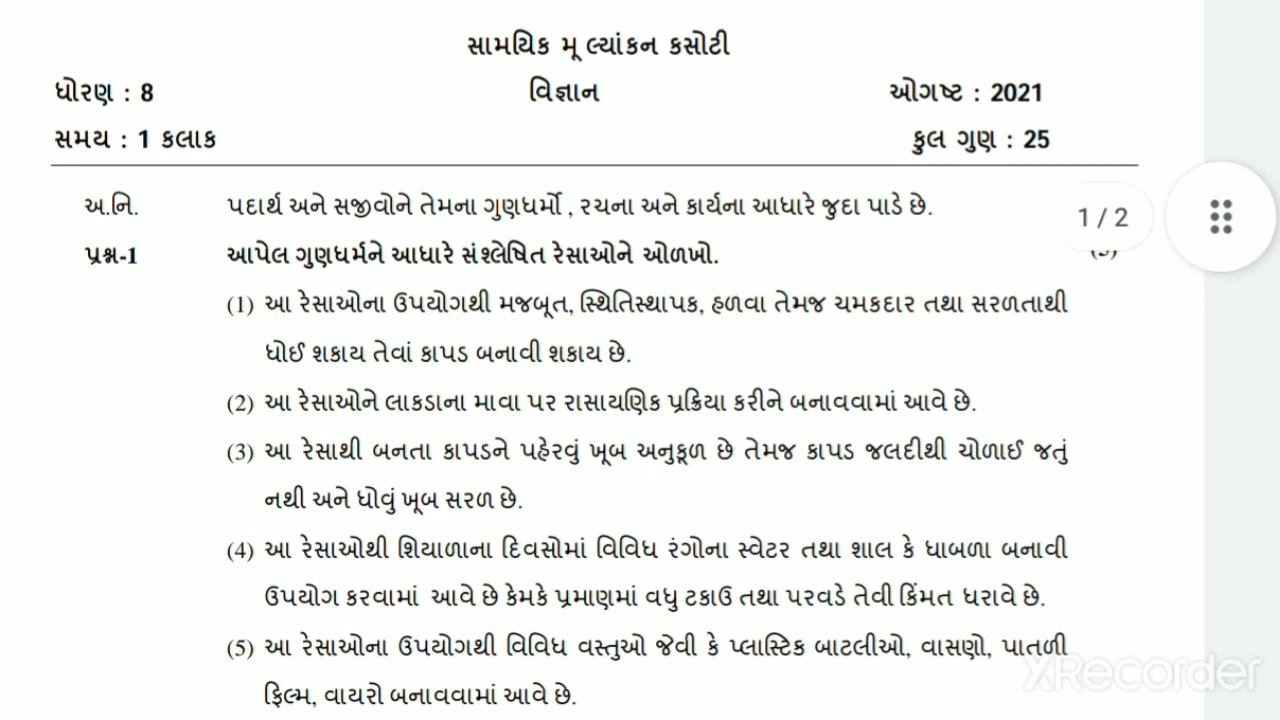 સામયિક મૂલ્યાંકન કસોટી
ધોરણ : 8 વિજ્ઞાન ઓગષ્ટ : 2021
સમય : 1 કલાક કુલ ગુણ : 25
અ.નિ. પદાર્થ અને સજીવોને તેમના ગુણધર્મો , રચના અને કાર્યના આધારે જુદા પાડે છે.
1 / 2
પ્રશ્ન-1 આપેલ ગુણધર્મને આધારે સંશ્લેષિત રેસાઓને ઓળખો.
(1) આ રેસાઓના ઉપયોગથી મજબૂત, સ્થિતિસ્થાપક, હળવા તેમજ ચમકદાર તથા સરળતાથી
ધોઈ શકાય તેવાં કાપડ બનાવી શકાય છે.
(2) આ રેસાઓને લાકડાના માવા પર રાસાયણિક પ્રક્રિયા કરીને બનાવવામાં આવે છે.
(3) આ રેસાથી બનતા કાપડને પહેરવું ખૂબ અનુકૂળ છે તેમજ કાપડ જલદીથી ચોળાઈ જતું
નથી અને ધોવું ખૂબ સરળ છે.
(4) આ રેસાઓથી શિયાળાના દિવસોમાં વિવિધ રંગોના સ્વેટર તથા શાલ કે ધાબળા બનાવી
ઉપયોગ કરવામાં આવે છે કેમકે પ્રમાણમાં વધુ ટકાઉ તથા પરવડે તેવી કિંમત ધરાવે છે.
(5) આ રેસાઓના ઉપયોગથી વિવિધ વસ્તુઓ જેવી કે પ્લાસ્ટિક બાટલીઓ, વાસણો, પાતળી
ફિલ્મ, વાયરો બનાવવામાં આવે છે.
XRecorder